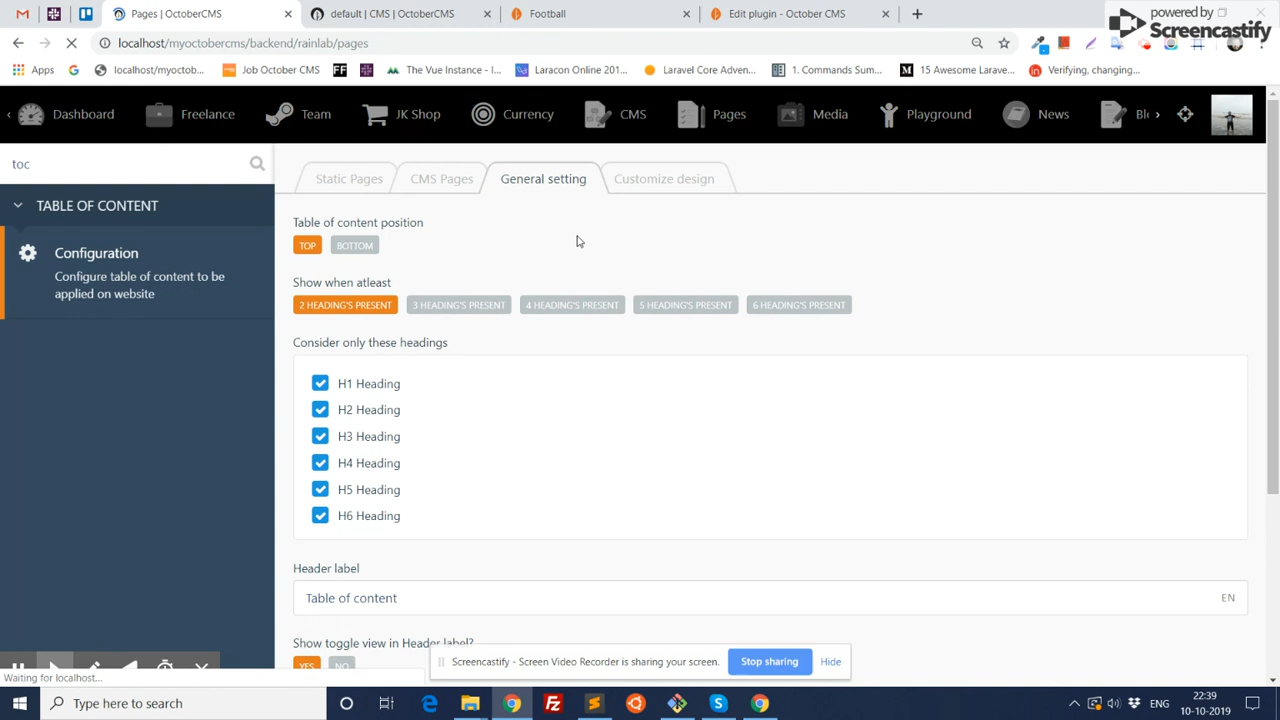 Pages | OctoberCMS
default | CMS | OctoberCMS
Football
Edit plugin - October CMS
powered by
Screencastify
localhost/myoctobercms/backend/rainlab/pages
Apps
localhost/myoctob...
Job October CMS
The Vue Instance - I...
Laracon Online 201...
Laravel Core Adven...
1. Commands Sum...
15 Awesome Larave...
Verifying, changing...
Dashboard
Freelance
Team
JK Shop
Currency
CMS
Pages
Media
Playground
News
Bl
toc
Static Pages
CMS Pages
General setting
Customize design
TABLE OF CONTENT
Configuration
Configure table of content to be
applied on website
Table of content position
TOP
BOTTOM
Show when atleast
2 HEADING'S PRESENT
3 HEADING'S PRESENT
4 HEADING'S PRESENT
5 HEADING'S PRESENT
6 HEADING'S PRESENT
Consider only these headings
H1 Heading
H2 Heading
H3 Heading
H4 Heading
H5 Heading
H6 Heading
Header label
Table of content
EN
Show toggle view in Header label?
YES
NO
Screencastify - Screen Video Recorder is sharing your screen.
Stop sharing
Hide
Waiting for localhost...
Type here to search
ENG
22:39
10-10-2019